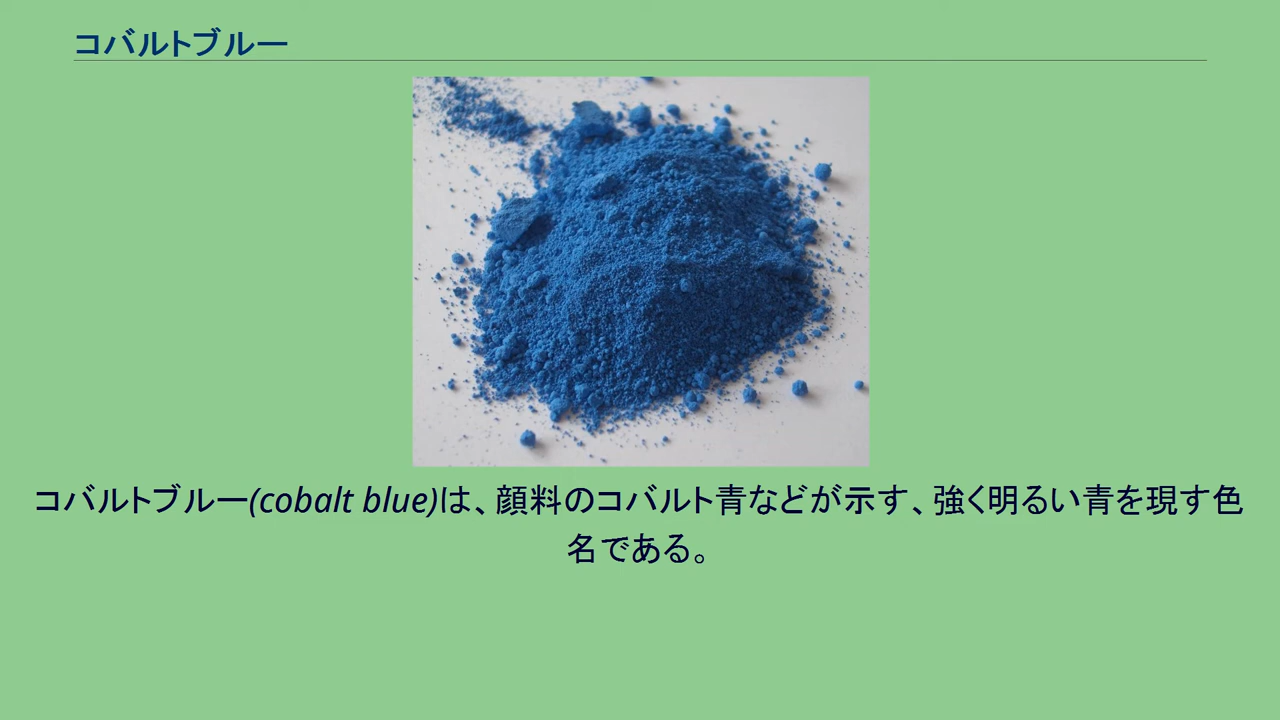 コバルトブルー
コバルトブルー(cobalt blue)は、顔料のコバルト青などが示す、強く明るい青を現す色
名である。